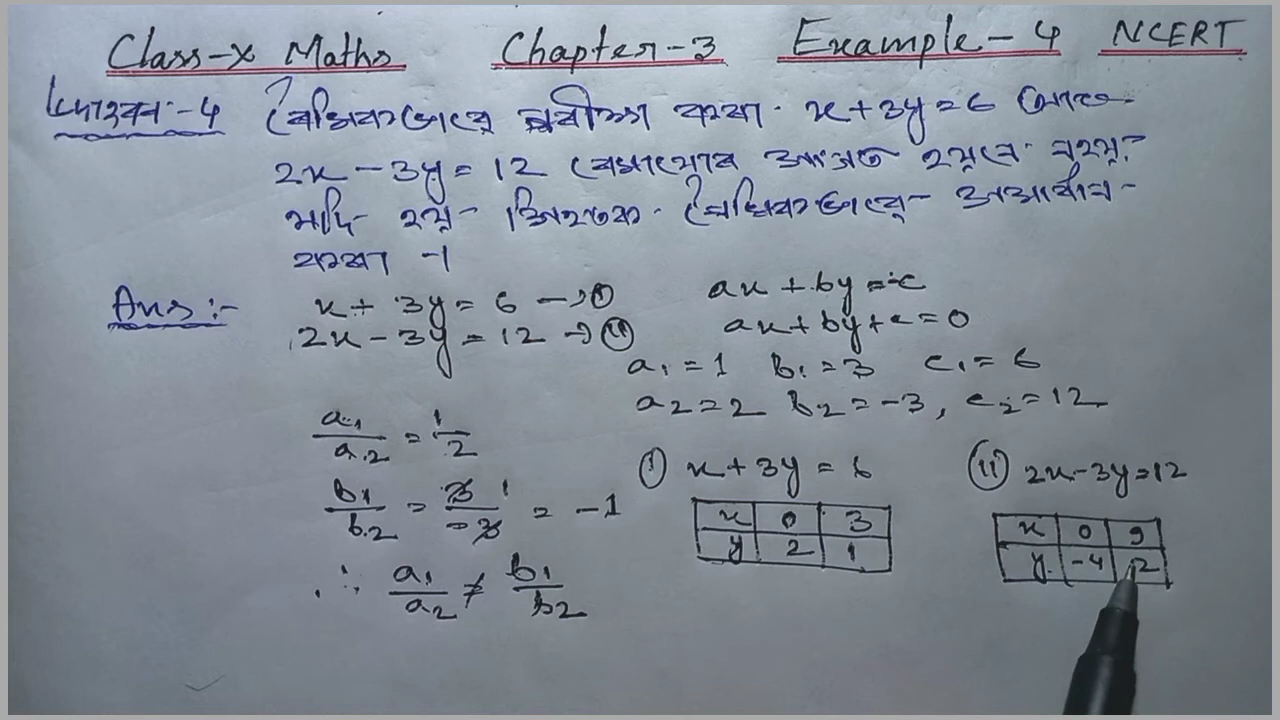 Class-X Maths Chapter-3 Example-4 NCERT
উদাহৰণ:-4 লৈখিকভাৱে পৰীক্ষা কৰা x+3y=6 আৰু
2x-3y=12 যোৰটো সংগত হয়নে নহয়?
যদি হয় সিহঁতক লৈখিকভাৱে সমাধান
কৰা ।
Ans:- x+3y=6 →(i) ax+by=-c
2x-3y=12 →(ii) ax+by+c=0
a₁=1 b₁=3 c₁=6
a₂=2 b₂=-3, c₂=12
a₁/a₂ = 1/2
(i) x+3y=6 (ii) 2x-3y=12
b₁/b₂ = 3/-3 1 = -1
x 0 3 x 0 9
y 2 1 y -4 2
∴ a₁/a₂ ≠ b₁/b₂